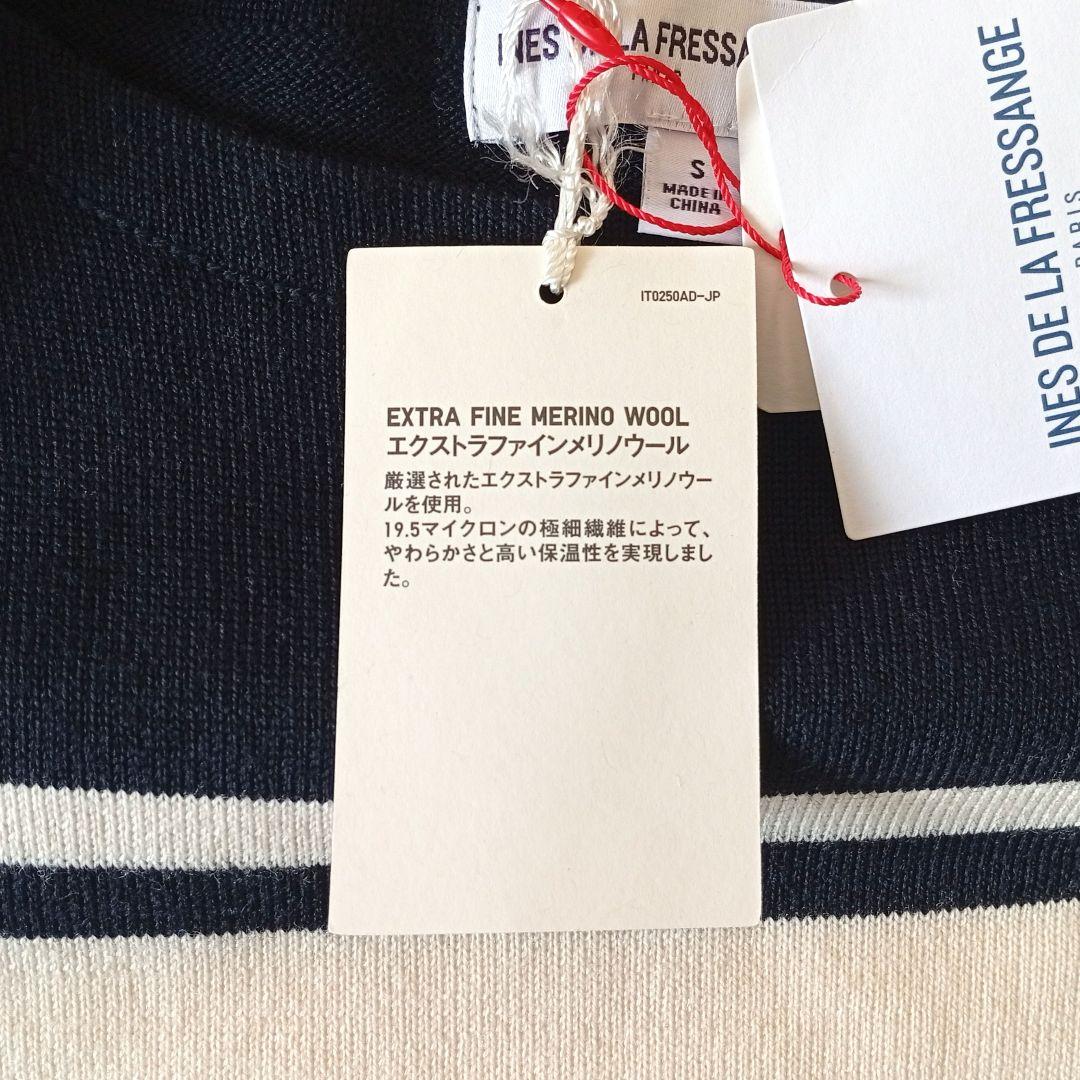 INES DE LA FRESSA
PARIS
S
MADE IN
CHINA
INES DE LA FRESSANGE
PARIS
IT0250AD-JP
EXTRA FINE MERINO WOOL
エクストラファインメリノウール
厳選されたエクストラファインメリノウー
ルを使用。
19.5マイクロンの極細繊維によって、
やわらかさと高い保温性を実現しまし
た。